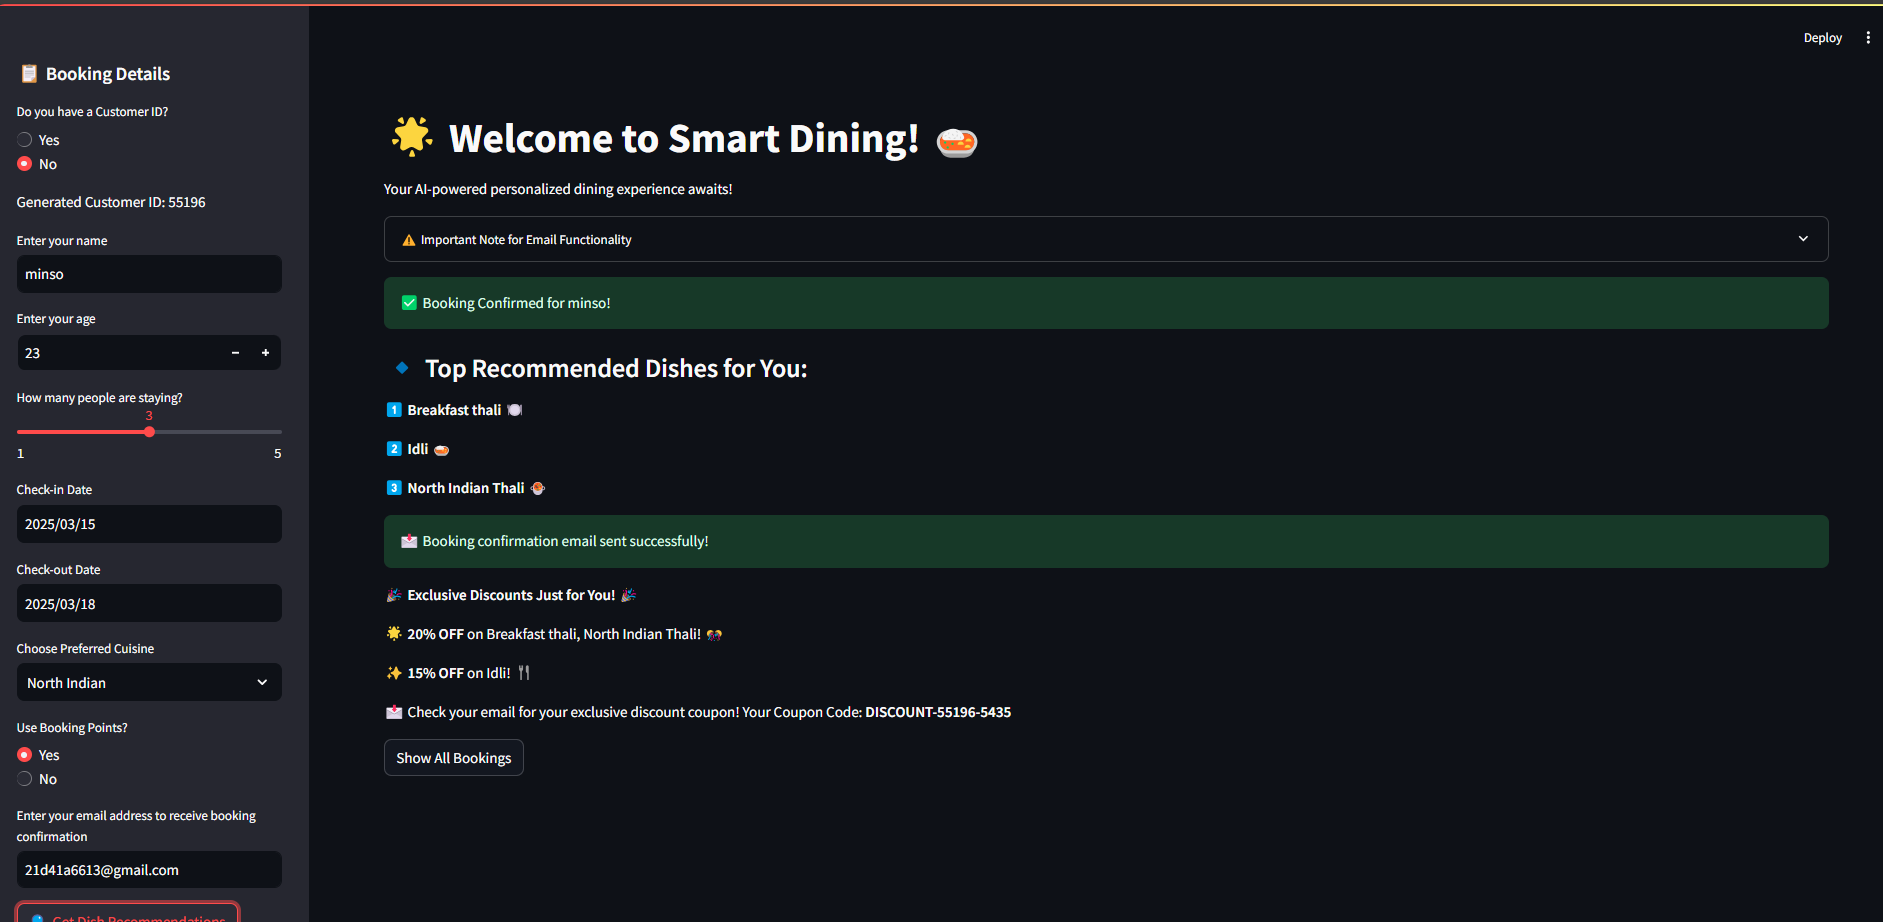 Deploy
📋 Booking Details
Do you have a Customer ID?
Yes
No
Generated Customer ID: 55196
Enter your name
minso
Enter your age
23
− +
How many people are staying?
3
1 5
Check-in Date
2025/03/15
Check-out Date
2025/03/18
Choose Preferred Cuisine
North Indian
Use Booking Points?
Yes
No
Enter your email address to receive booking
confirmation
21d41a6613@gmail.com
Get Dish Recommendations
🌟 Welcome to Smart Dining! 🍛
Your AI-powered personalized dining experience awaits!
⚠️ Important Note for Email Functionality
✅ Booking Confirmed for minso!
🔹 Top Recommended Dishes for You:
1️⃣ Breakfast thali 🍽️
2️⃣ Idli 🍛
3️⃣ North Indian Thali 🍲
📩 Booking confirmation email sent successfully!
🎉 Exclusive Discounts Just for You! 🎉
🌟 20% OFF on Breakfast thali, North Indian Thali! 🎊
✨ 15% OFF on Idli! 🍴
📩 Check your email for your exclusive discount coupon! Your Coupon Code: DISCOUNT-55196-5435
Show All Bookings